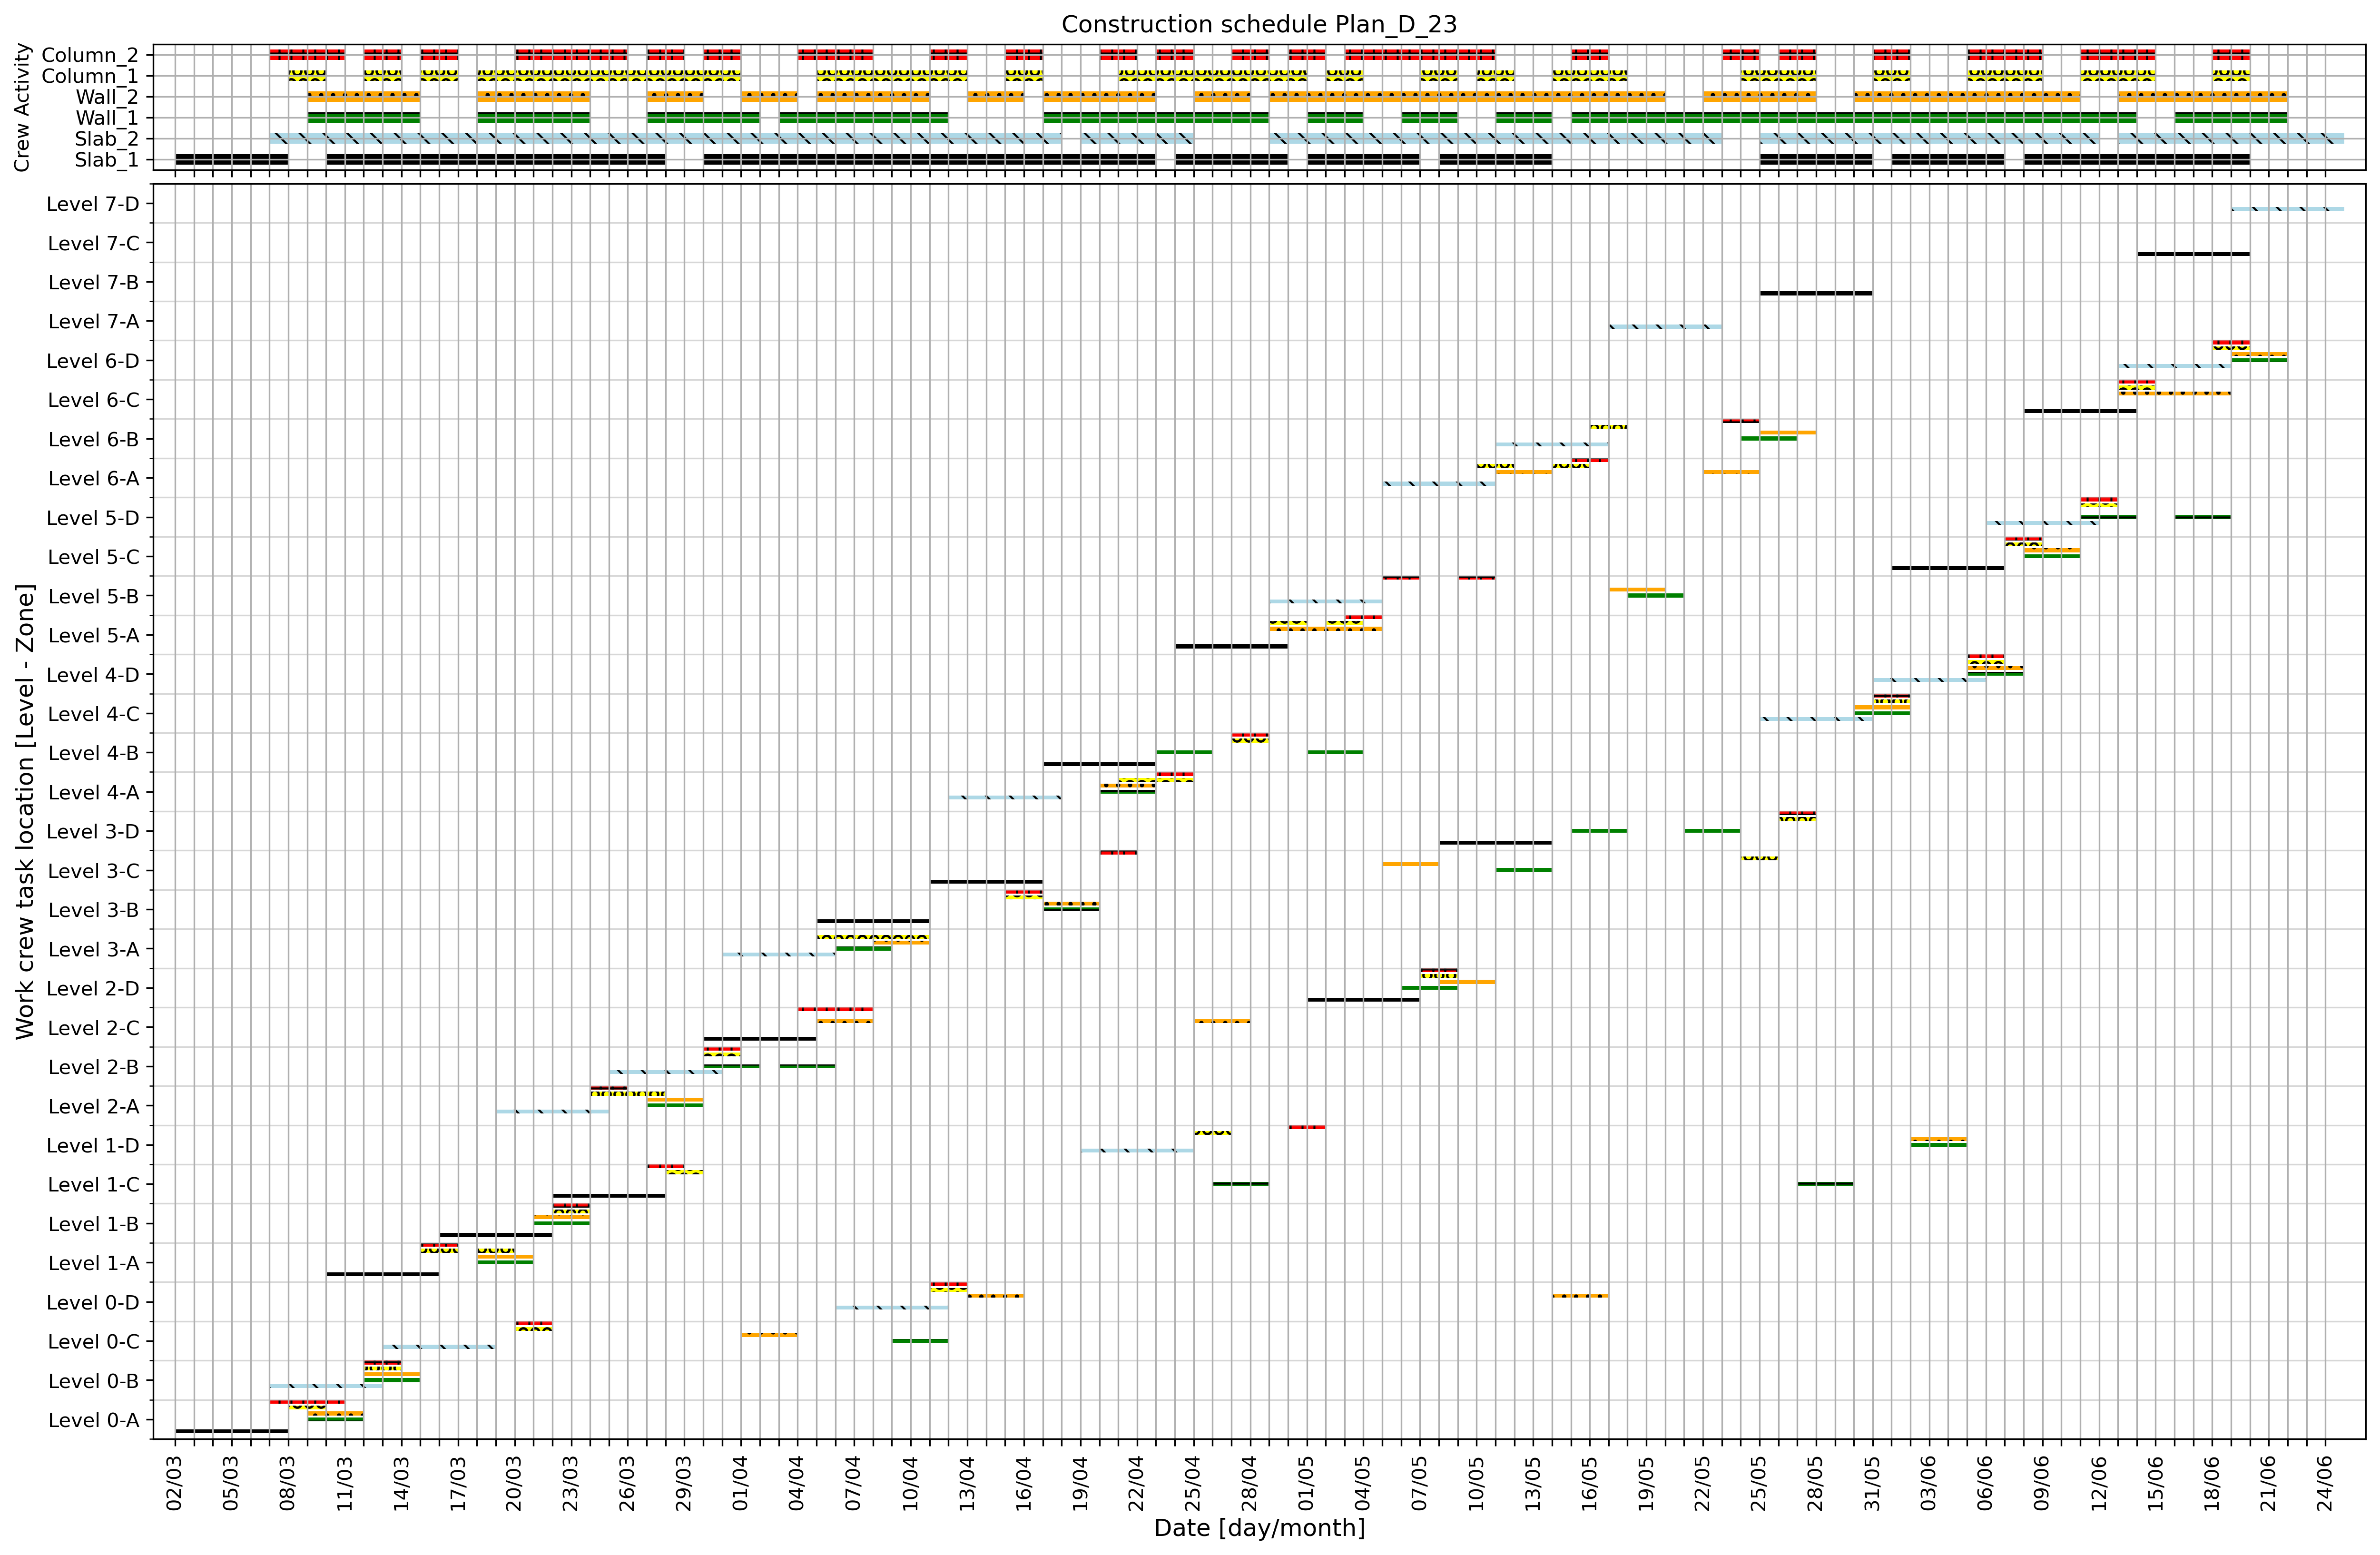 Construction schedule Plan_D_23
Crew Activity
Column_2
Column_1
Wall_2
Wall_1
Slab_2
Slab_1
Work crew task location [Level - Zone]
Level 7-D
Level 7-C
Level 7-B
Level 7-A
Level 6-D
Level 6-C
Level 6-B
Level 6-A
Level 5-D
Level 5-C
Level 5-B
Level 5-A
Level 4-D
Level 4-C
Level 4-B
Level 4-A
Level 3-D
Level 3-C
Level 3-B
Level 3-A
Level 2-D
Level 2-C
Level 2-B
Level 2-A
Level 1-D
Level 1-C
Level 1-B
Level 1-A
Level 0-D
Level 0-C
Level 0-B
Level 0-A
02/03 05/03 08/03 11/03 14/03 17/03 20/03 23/03 26/03 29/03 01/04 04/04 07/04 10/04 13/04 16/04 19/04 22/04 25/04 28/04 01/05 04/05 07/05 10/05 13/05 16/05 19/05 22/05 25/05 28/05 31/05 03/06 06/06 09/06 12/06 15/06 18/06 21/06 24/06
Date [day/month]